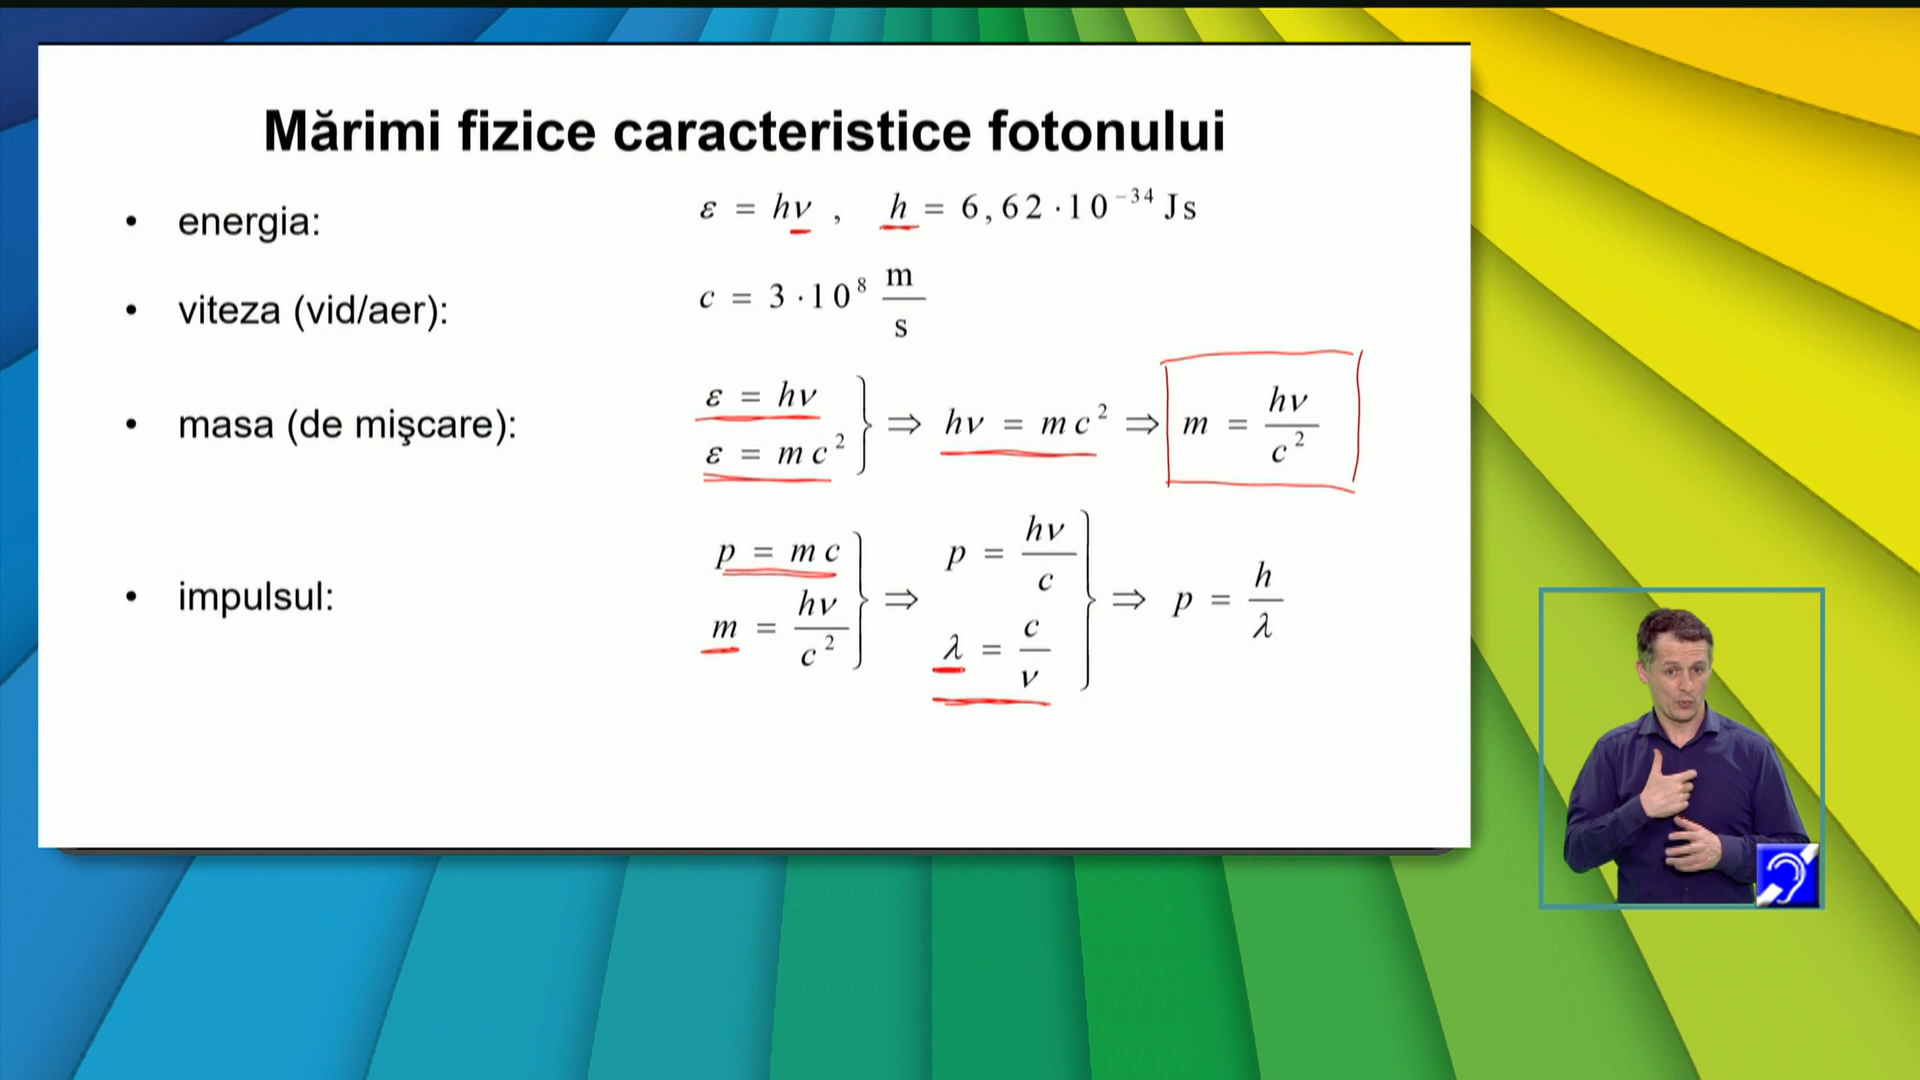 Mărimi fizice caracteristice fotonului
• energia: ε = hν , h = 6,62·10⁻³⁴ Js
• viteza (vid/aer): c = 3·10⁸ m/s
• masa (de mişcare): ε = hν
ε = mc² } ⇒ hν = mc² ⇒ m = hν/c²
• impulsul: p = mc
m = hν/c² } ⇒ p = hν/c
λ = c/ν } ⇒ p = h/λ